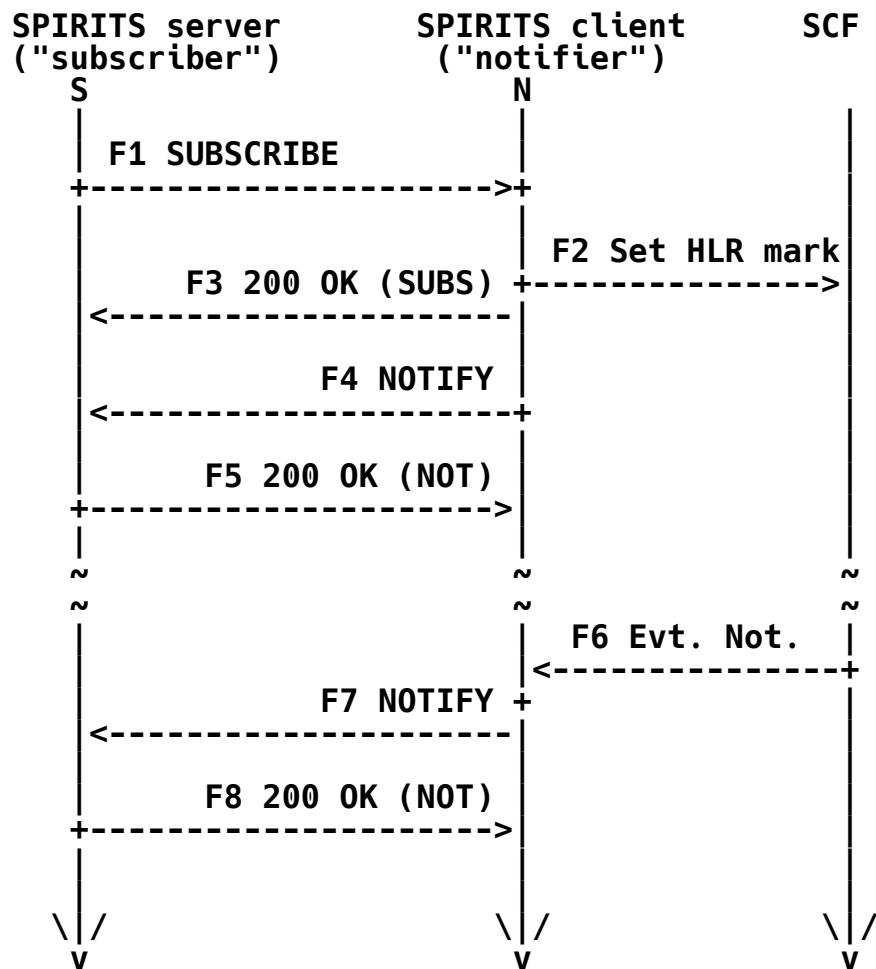 SPIRITS server SPIRITS client SCF
("subscriber") ("notifier")
S N
F1 SUBSCRIBE
F2 Set HLR mark
F3 200 OK (SUBS)
F4 NOTIFY
F5 200 OK (NOT)
~ ~ ~
~ ~ ~
F6 Evt. Not.
F7 NOTIFY
F8 200 OK (NOT)